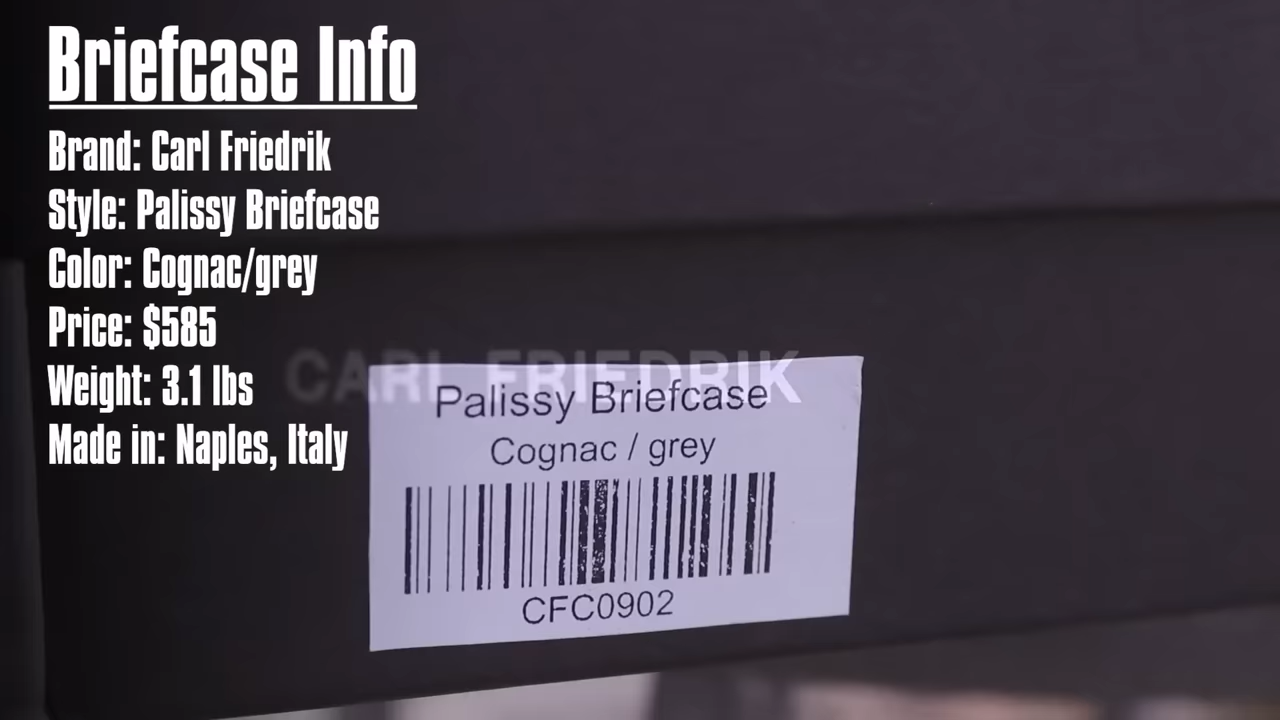 Briefcase Info
Brand: Carl Friedrik
Style: Palissy Briefcase
Color: Cognac/grey
Price: $585
Weight: 3.1 lbs
Made in: Naples, Italy
CARL FRIEDRIK
Palissy Briefcase
Cognac / grey
CFC0902